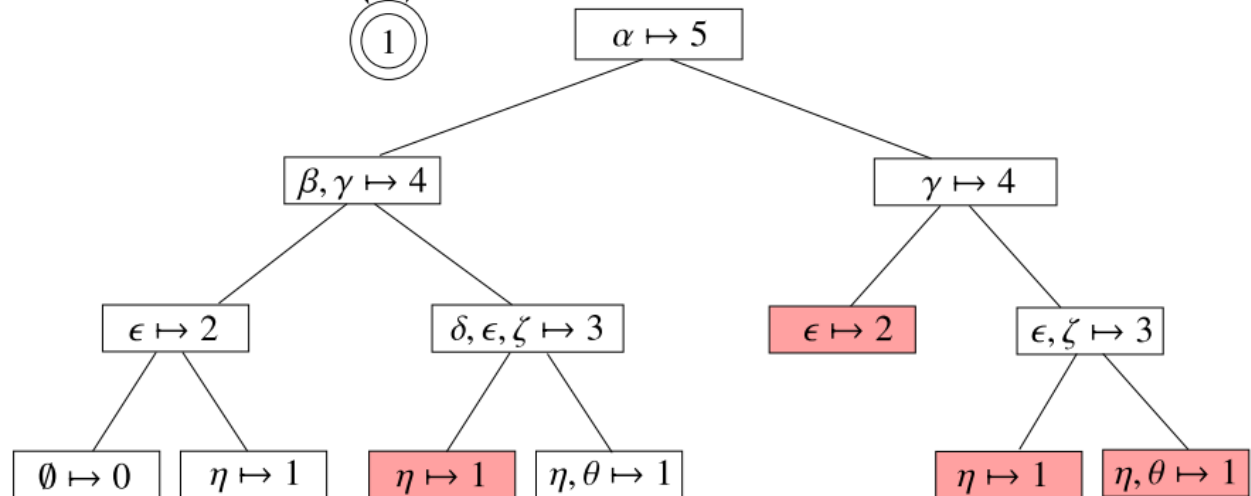 1
α ↦ 5
β, γ ↦ 4
γ ↦ 4
ϵ ↦ 2
δ, ϵ, ζ ↦ 3
ϵ ↦ 2
ϵ, ζ ↦ 3
∅ ↦ 0
η ↦ 1
η ↦ 1
η, θ ↦ 1
η ↦ 1
η, θ ↦ 1